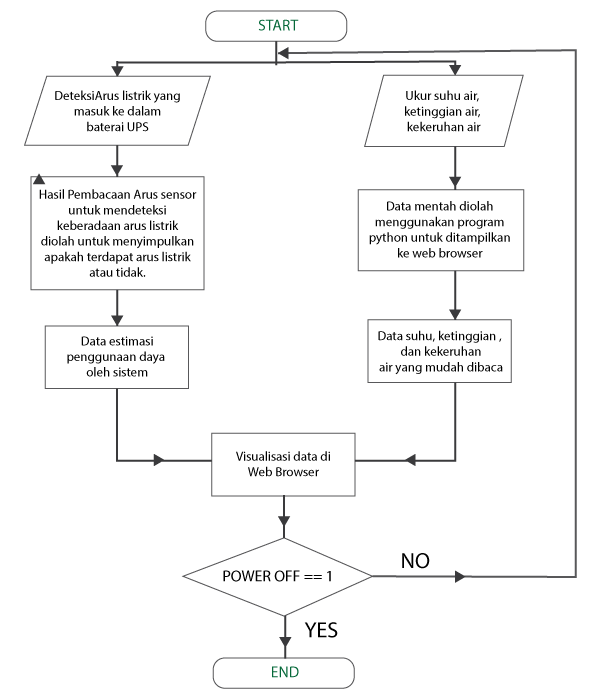 START
DeteksiArus listrik yang
masuk ke dalam
baterai UPS
Ukur suhu air,
ketinggian air,
kekeruhan air
Hasil Pembacaan Arus sensor
untuk mendeteksi
keberadaan arus listrik
diolah untuk menyimpulkan
apakah terdapat arus listrik
atau tidak.
Data mentah diolah
menggunakan program
python untuk ditampilkan
ke web browser
Data estimasi
penggunaan daya
oleh sistem
Data suhu, ketinggian ,
dan kekeruhan
air yang mudah dibaca
Visualisasi data di
Web Browser
POWER OFF == 1
NO
YES
END